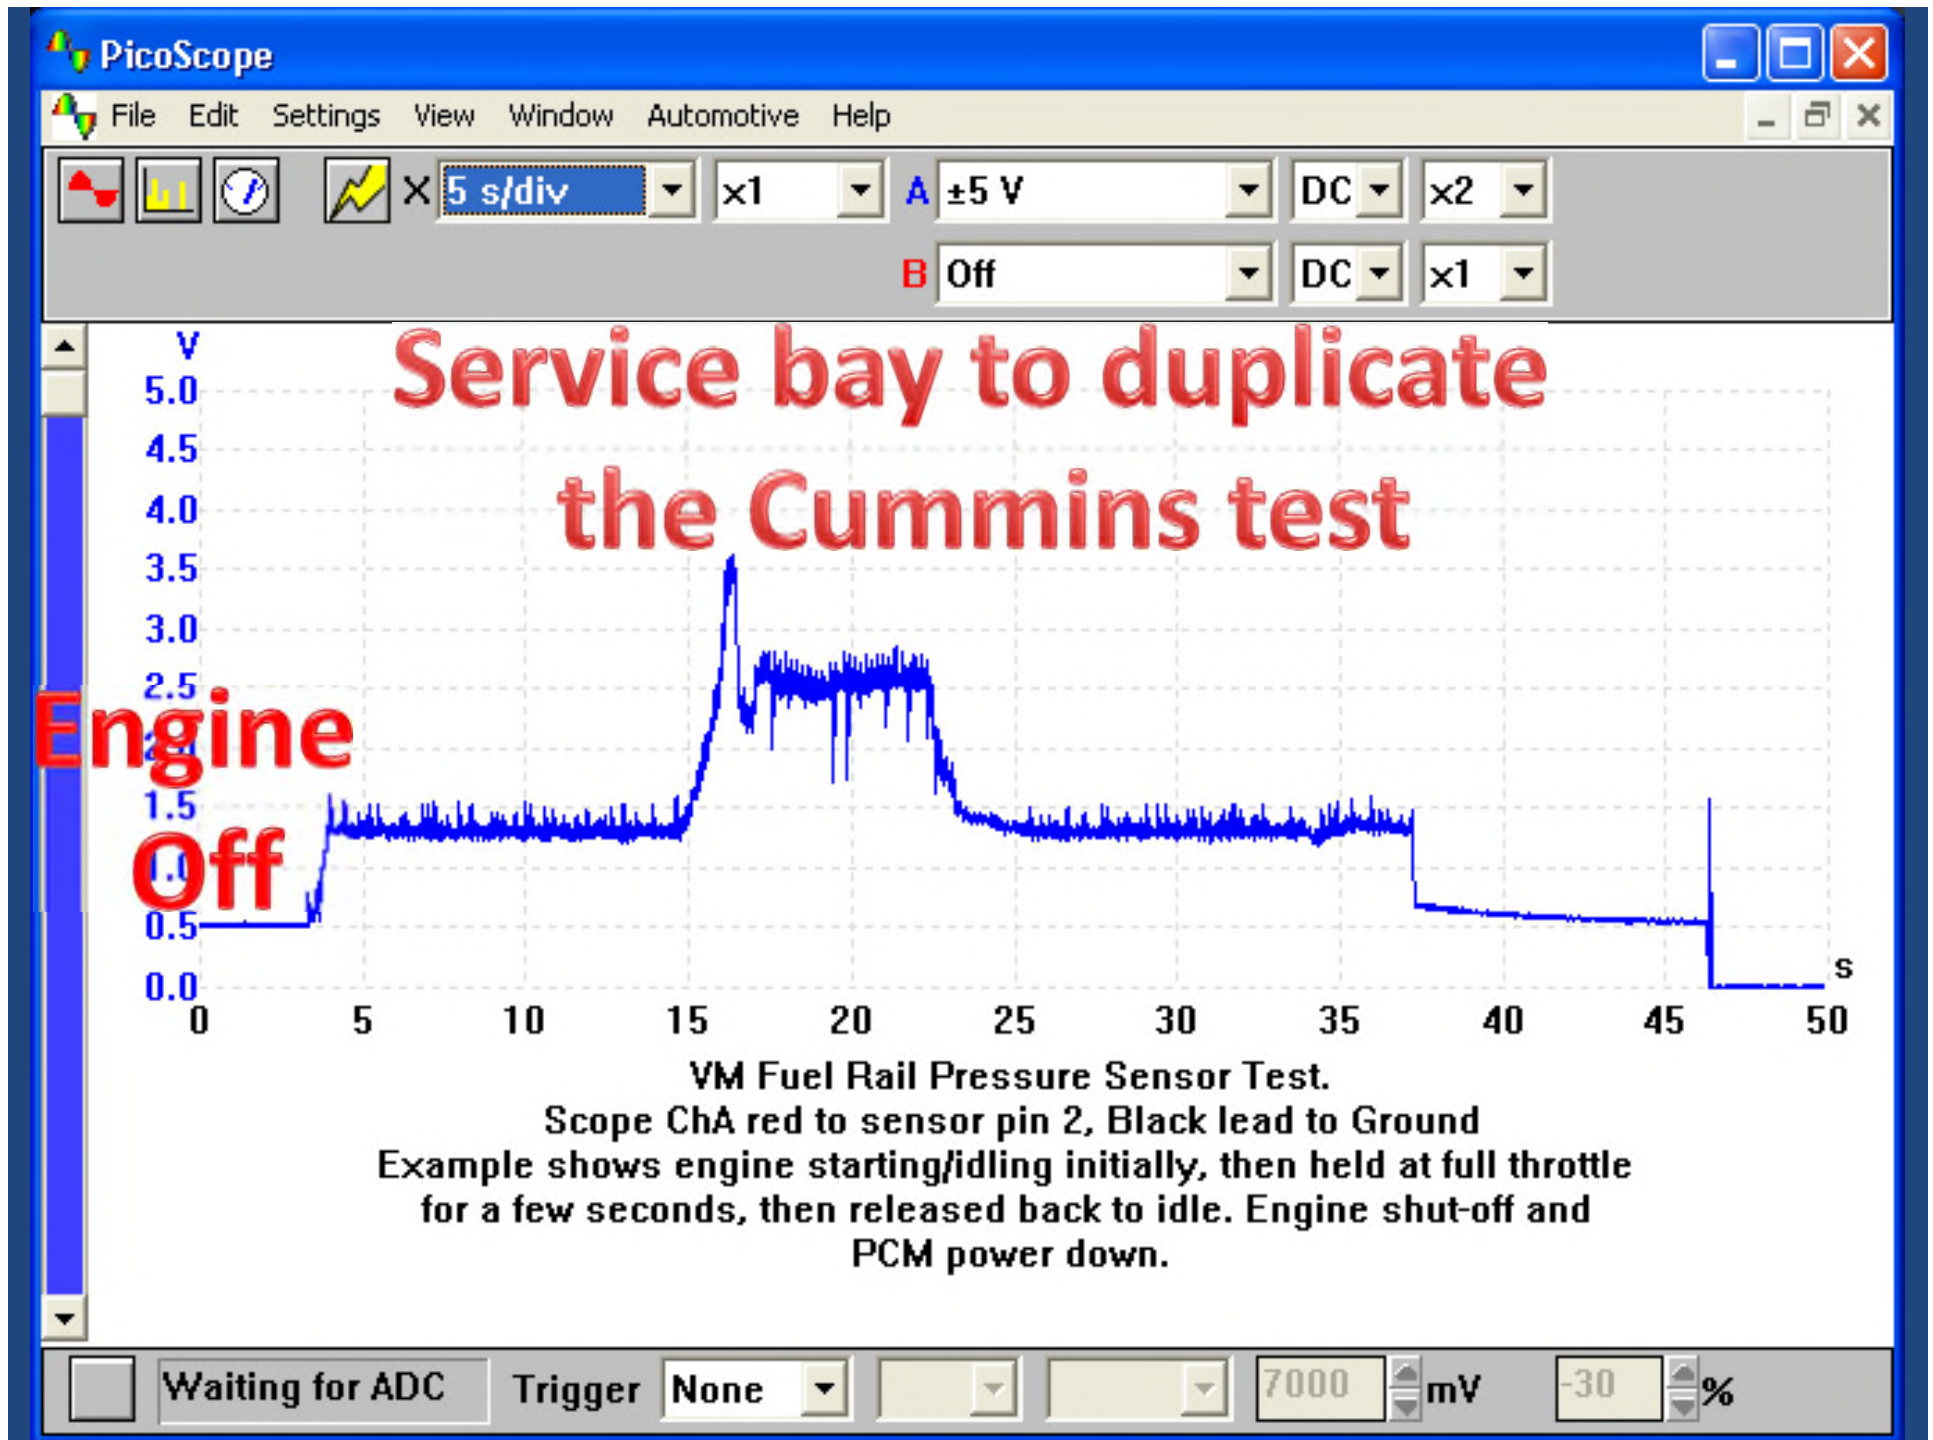 PicoScope
File Edit Settings View Window Automotive Help
X 5 s/div x1 A ±5 V DC x2
B Off DC x1
Service bay to duplicate
the Cummins test
V
5.0
4.5
4.0
3.5
3.0
2.5
Engine
1.5
Off
0.5
0.0
s
0 5 10 15 20 25 30 35 40 45 50
VM Fuel Rail Pressure Sensor Test.
Scope ChA red to sensor pin 2, Black lead to Ground
Example shows engine starting/idling initially, then held at full throttle
for a few seconds, then released back to idle. Engine shut-off and
PCM power down.
Waiting for ADC Trigger None 7000 mV -30 %